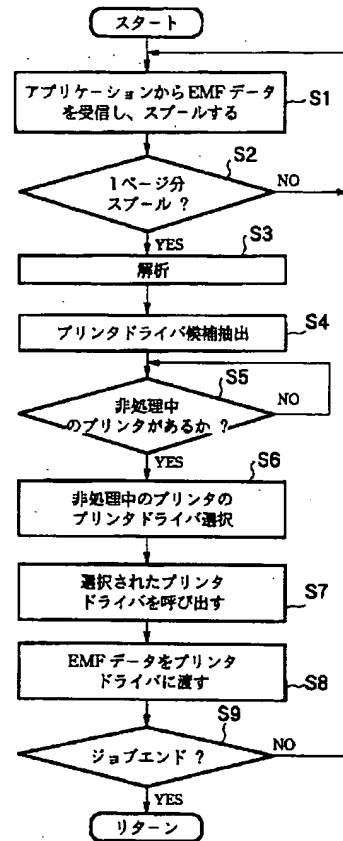 スタート
アプリケーションからEMFデータ
を受信し、スプールする
S1
S2
1ページ分
スプール ?
NO
YES
S3
解析
S4
プリンタドライバ候補抽出
S5
非処理中
のプリンタがあるか ?
NO
YES
S6
非処理中のプリンタの
プリンタドライバ選択
選択されたプリンタ
ドライバを呼び出す
S7
EMFデータをプリンタ
ドライバに渡す
S8
S9
ジョブエンド ?
NO
YES
リターン